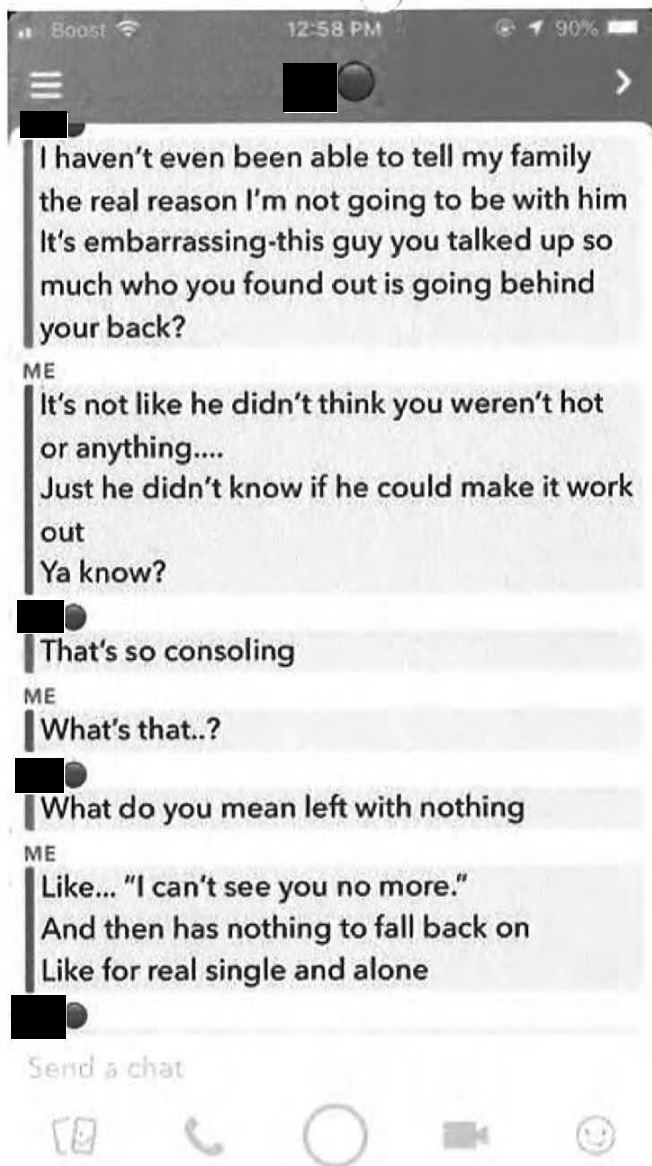 Boost
12:58 PM
90%
I haven't even been able to tell my family
the real reason I'm not going to be with him
It's embarrassing-this guy you talked up so
much who you found out is going behind
your back?
ME
It's not like he didn't think you weren't hot
or anything....
Just he didn't know if he could make it work
out
Ya know?
That's so consoling
ME
What's that..?
What do you mean left with nothing
ME
Like... "I can't see you no more."
And then has nothing to fall back on
Like for real single and alone
Send a chat